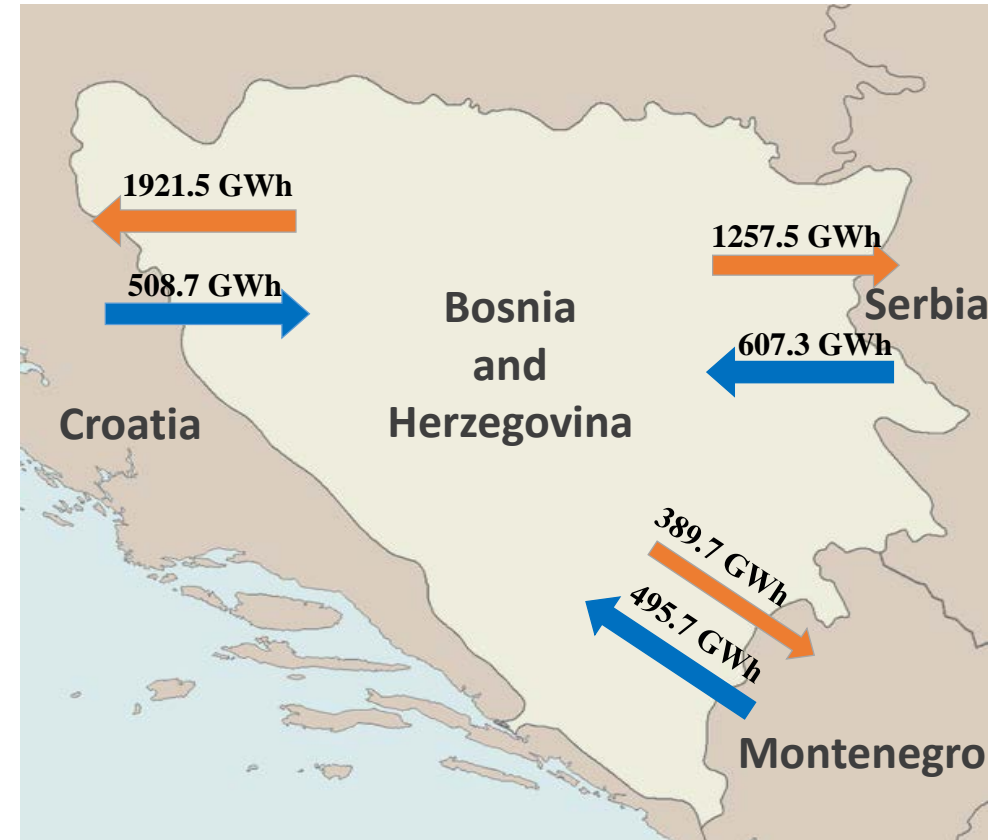 1921.5 GWh
508.7 GWh
1257.5 GWh
Serbia
607.3 GWh
Bosnia
and
Herzegovina
Croatia
389.7 GWh
495.7 GWh
Montenegro